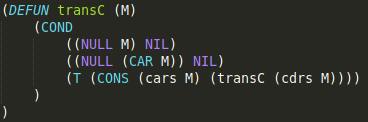 (DEFUN transC (M)
    (COND
        ((NULL M) NIL)
        ((NULL (CAR M)) NIL)
        (T (CONS (cars M) (transC (cdrs M))))
    )
)